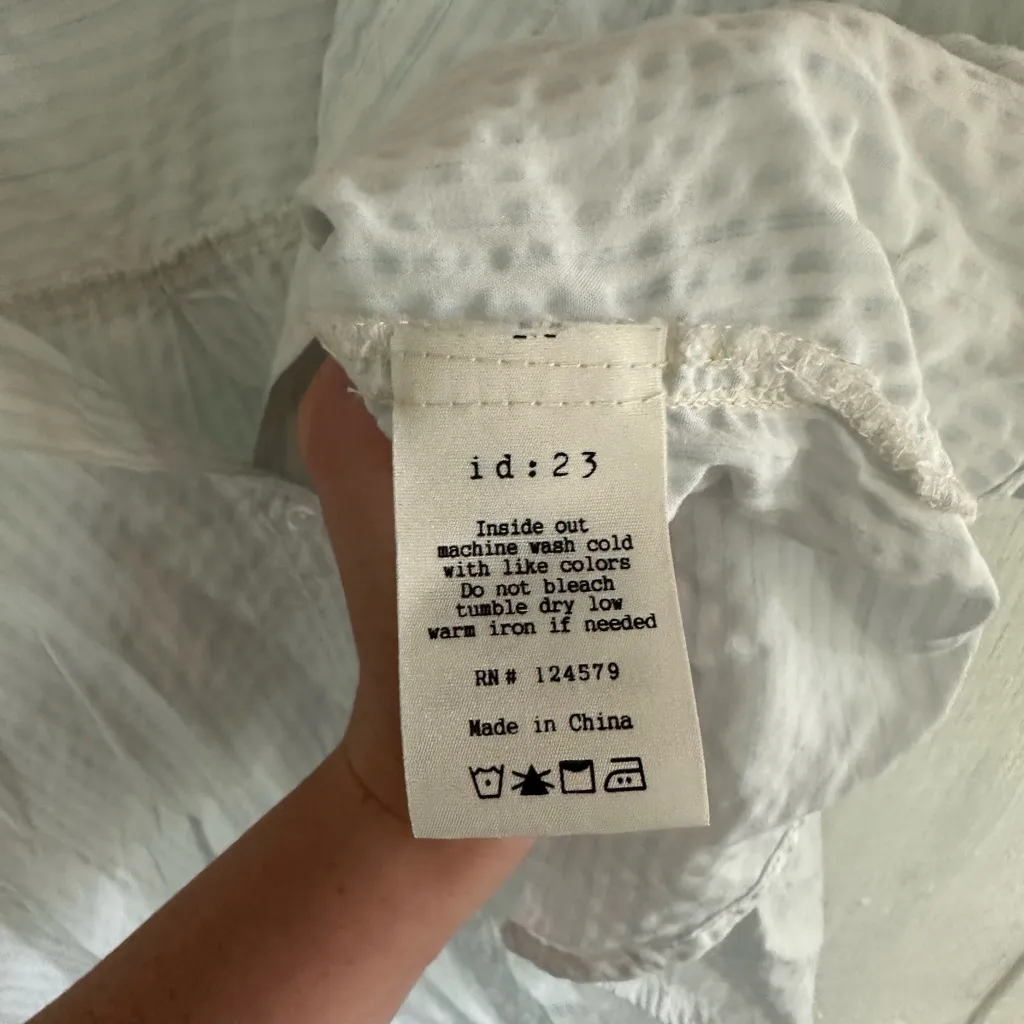 id:23
Inside out
machine wash cold
with like colors
Do not bleach
tumble dry low
warm iron if needed
RN# 124579
Made in China